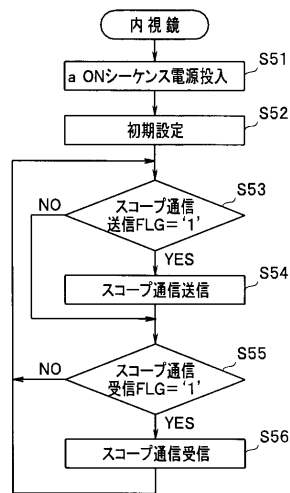 内視鏡
S51
a ONシーケンス電源投入
S52
初期設定
S53
スコープ通信
送信FLG='1'
NO
YES
S54
スコープ通信送信
S55
スコープ通信
受信FLG='1'
NO
YES
S56
スコープ通信受信